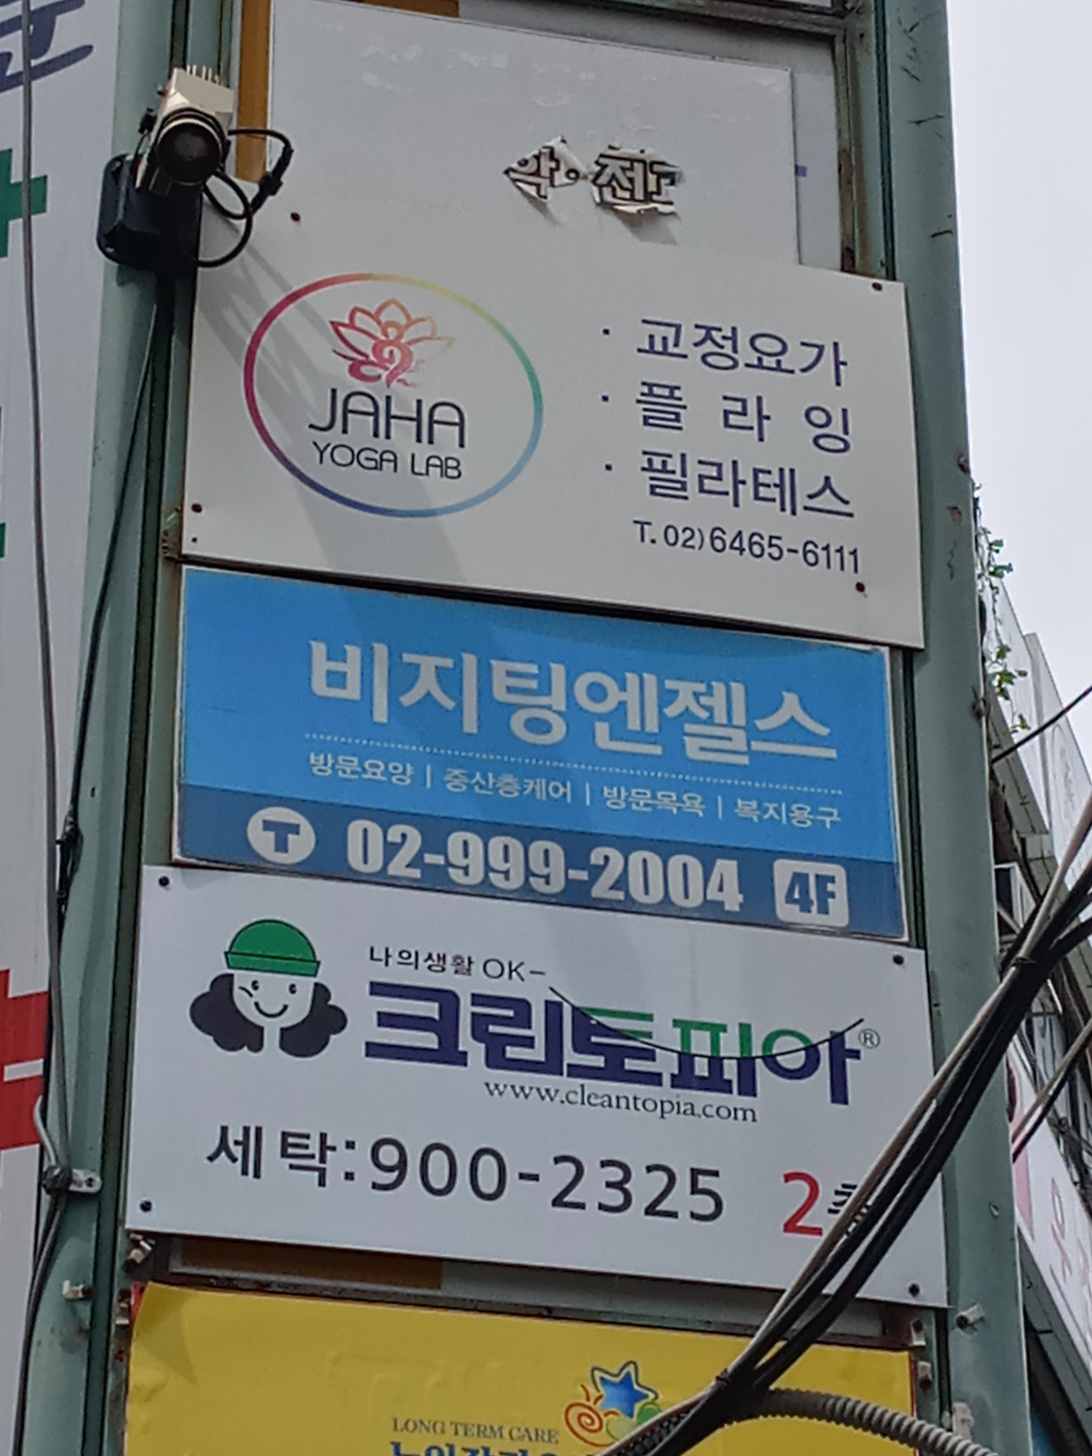 JAHA
YOGA LAB
· 교정요가
· 플 라 잉
· 필라테스
T. 02) 6465-6111
비지팅엔젤스
방문요양 | 중산층케어 | 방문목욕 | 복지용구
T 02-999-2004 4F
나의생활 OK-
크린토피아®
www.cleantopia.com
세탁:900-2325 2층
LONG TERM CARE